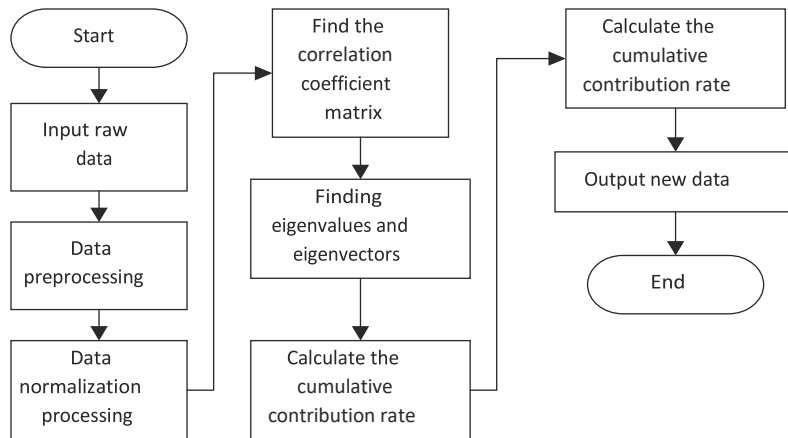 Start
Input raw
data
Data
preprocessing
Data
normalization
processing
Find the
correlation
coefficient
matrix
Finding
eigenvalues and
eigenvectors
Calculate the
cumulative
contribution rate
Calculate the
cumulative
contribution rate
Output new data
End